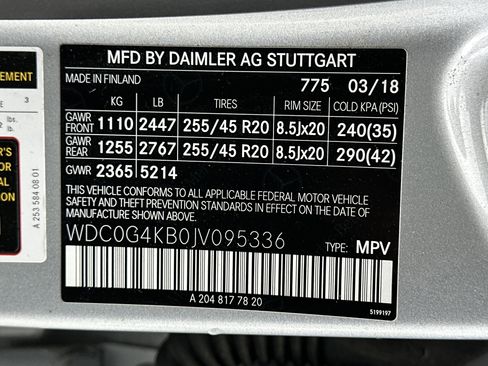 MFD BY DAIMLER AG STUTTGART
MADE IN FINLAND 775 03/18
KG LB TIRES RIM SIZE COLD KPA (PSI)
GAWR FRONT 1110 2447 255/45 R20 8.5Jx20 240(35)
GAWR REAR 1255 2767 255/45 R20 8.5Jx20 290(42)
GVWR 2365 5214
THIS VEHICLE CONFORMS TO ALL APPLICABLE FEDERAL MOTOR VEHICLE
SAFETY AND THEFT PREVENTION STANDARDS IN EFFECT ON THE DATE
OF MANUFACTURE SHOWN ABOVE.
WDC0G4KB0JV095336 TYPE: MPV
A 204 817 78 20
5199197
EMENT
3
lbs.
lb.
A 253 584 08 01